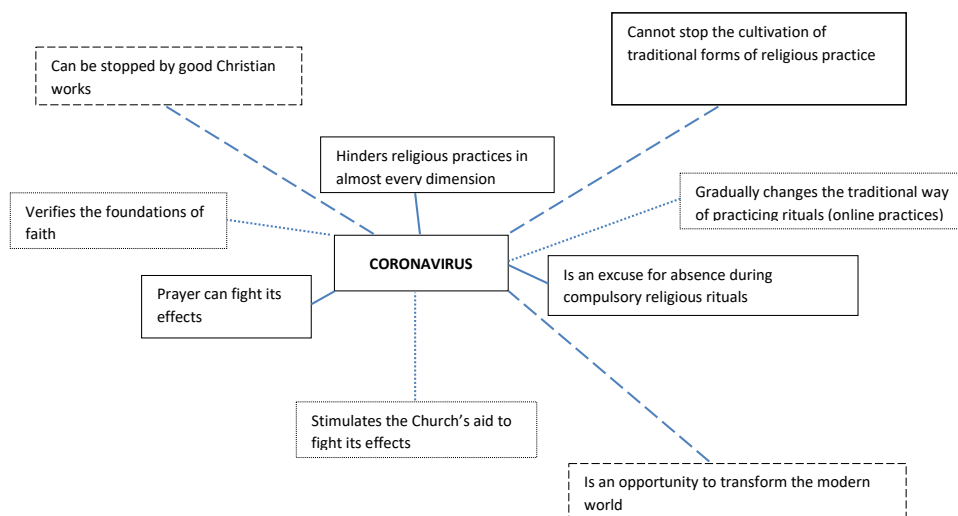 Cannot stop the cultivation of
traditional forms of religious practice
Can be stopped by good Christian
works
Hinders religious practices in
almost every dimension
Gradually changes the traditional way
of practicing rituals (online practices)
Verifies the foundations of
faith
CORONAVIRUS
Is an excuse for absence during
compulsory religious rituals
Prayer can fight its
effects
Stimulates the Church’s aid to
fight its effects
Is an opportunity to transform the modern
world